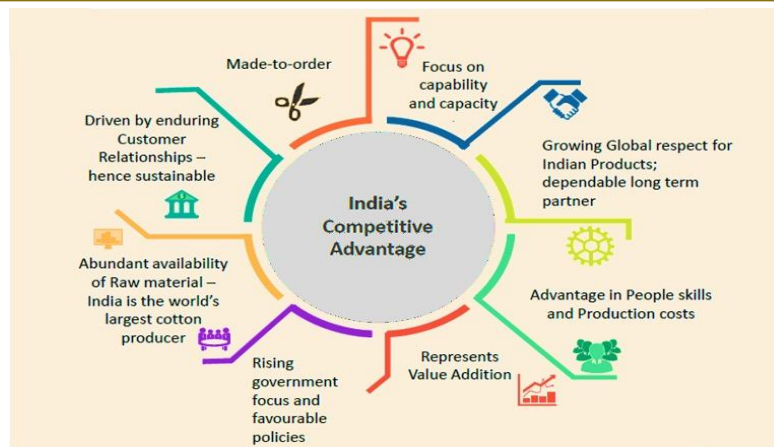 India's
Competitive
Advantage
Made-to-order
Focus on
capability
and capacity
Growing Global respect for
Indian Products;
dependable long term
partner
Advantage in People skills
and Production costs
Represents
Value Addition
Rising
government
focus and
favourable
policies
Abundant availability
of Raw material –
India is the world's
largest cotton
producer
Driven by enduring
Customer
Relationships –
hence sustainable